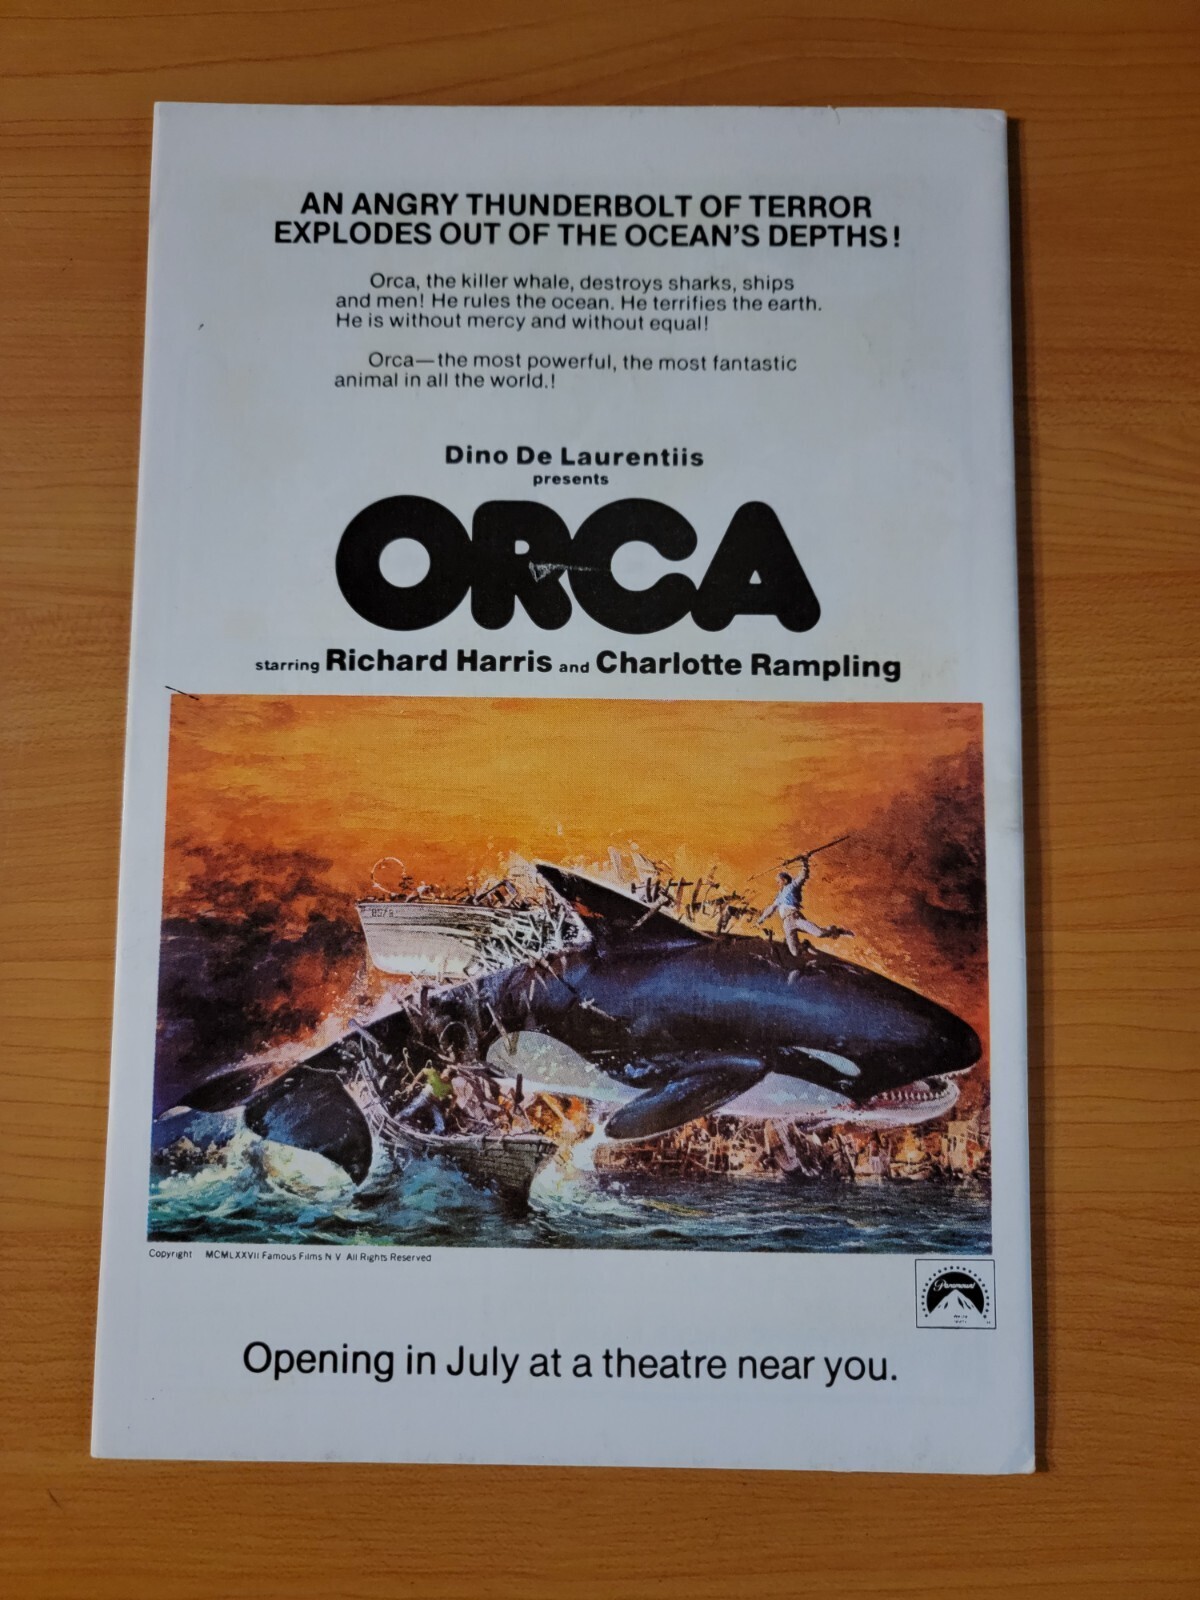 AN ANGRY THUNDERBOLT OF TERROR
EXPLODES OUT OF THE OCEAN'S DEPTHS!
Orca, the killer whale, destroys sharks, ships
and men! He rules the ocean. He terrifies the earth.
He is without mercy and without equal!
Orca—the most powerful, the most fantastic
animal in all the world.!
Dino De Laurentiis
presents
ORCA
starring Richard Harris and Charlotte Rampling
Copyright MCMLXXVII Famous Films N V All Rights Reserved
Paramount
Opening in July at a theatre near you.